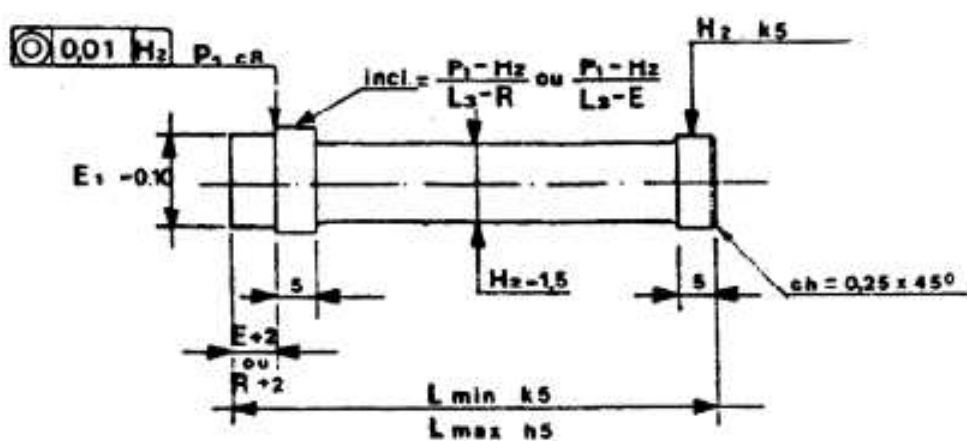 0,01 H₂
P₁ c8
incl. = P₁-H₂ / L₃-R ou P₁-H₂ / L₃-E
H₂ k5
E₁ -0.10
5
H₂-1,5
5
ch = 0,25 x 45°
E+2
ou
R+2
L min k5
L max h5